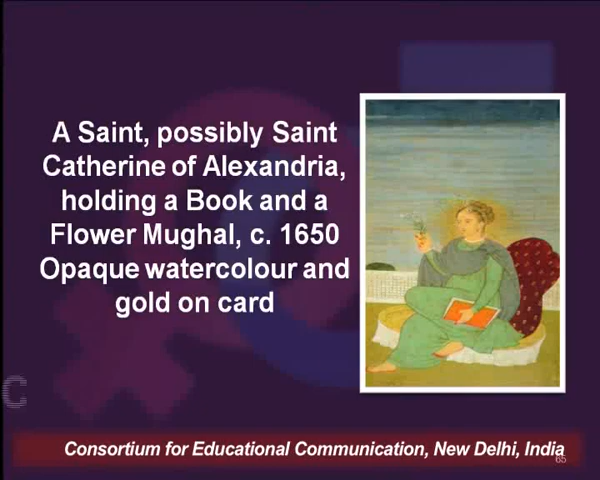 A Saint, possibly Saint
Catherine of Alexandria,
holding a Book and a
Flower Mughal, c. 1650
Opaque watercolour and
gold on card
C
Consortium for Educational Communication, New Delhi, India
65